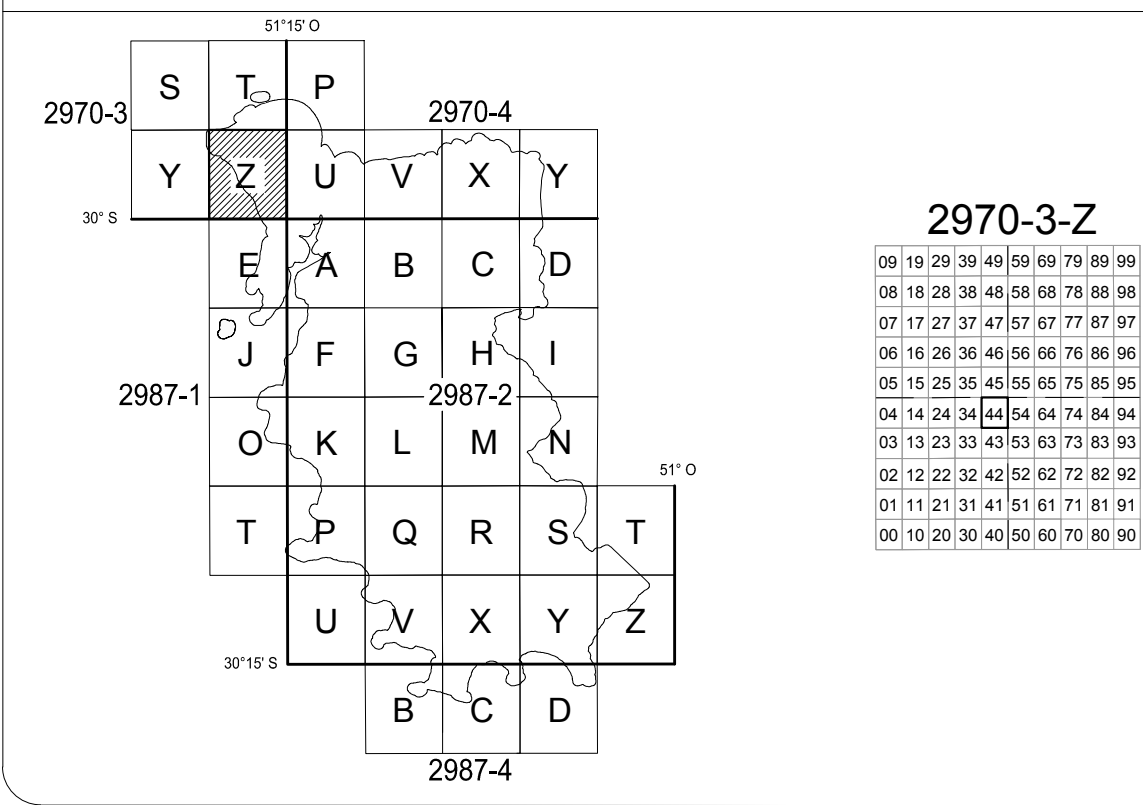 51°15' O
S T P
2970-3 2970-4
Y Z U V X Y
30° S
E A B C D
J F G H I
2987-1 2987-2
O K L M N
51° O
T P Q R S T
U V X Y Z
30°15' S
B C D
2987-4
2970-3-Z
09 19 29 39 49 59 69 79 89 99
08 18 28 38 48 58 68 78 88 98
07 17 27 37 47 57 67 77 87 97
06 16 26 36 46 56 66 76 86 96
05 15 25 35 45 55 65 75 85 95
04 14 24 34 44 54 64 74 84 94
03 13 23 33 43 53 63 73 83 93
02 12 22 32 42 52 62 72 82 92
01 11 21 31 41 51 61 71 81 91
00 10 20 30 40 50 60 70 80 90